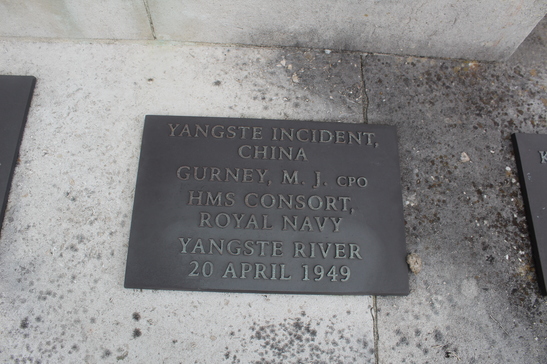 YANGSTE INCIDENT,
CHINA
GURNEY, M. J. CPO
HMS CONSORT,
ROYAL NAVY
YANGSTE RIVER
20 APRIL 1949
K